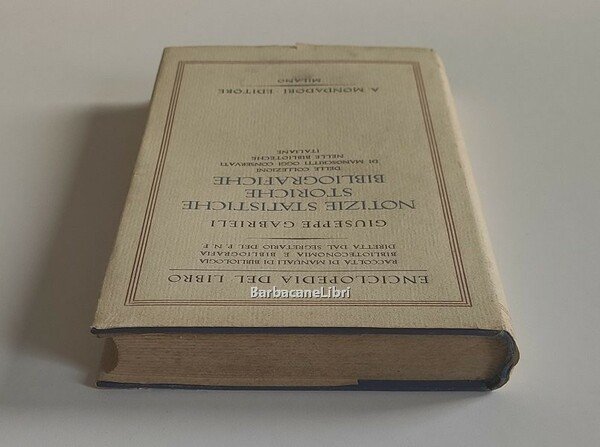 ENCICLOPEDIA DEL LIBRO
RACCOLTA DI MANUALI DI BIBLIOLOGIA
BIBLIOTECONOMIA E BIBLIOGRAFIA
DIRETTA DAL SEGRETARIO DEL P. N. F.
GIUSEPPE GABRIELI
NOTIZIE STATISTICHE
STORICHE
BIBLIOGRAFICHE
DELLE COLLEZIONI
DI MANOSCRITTI OGGI CONSERVATI
NELLE BIBLIOTECHE
ITALIANE
A. MONDADORI · EDITORE
MILANO
BarbacaneLibri